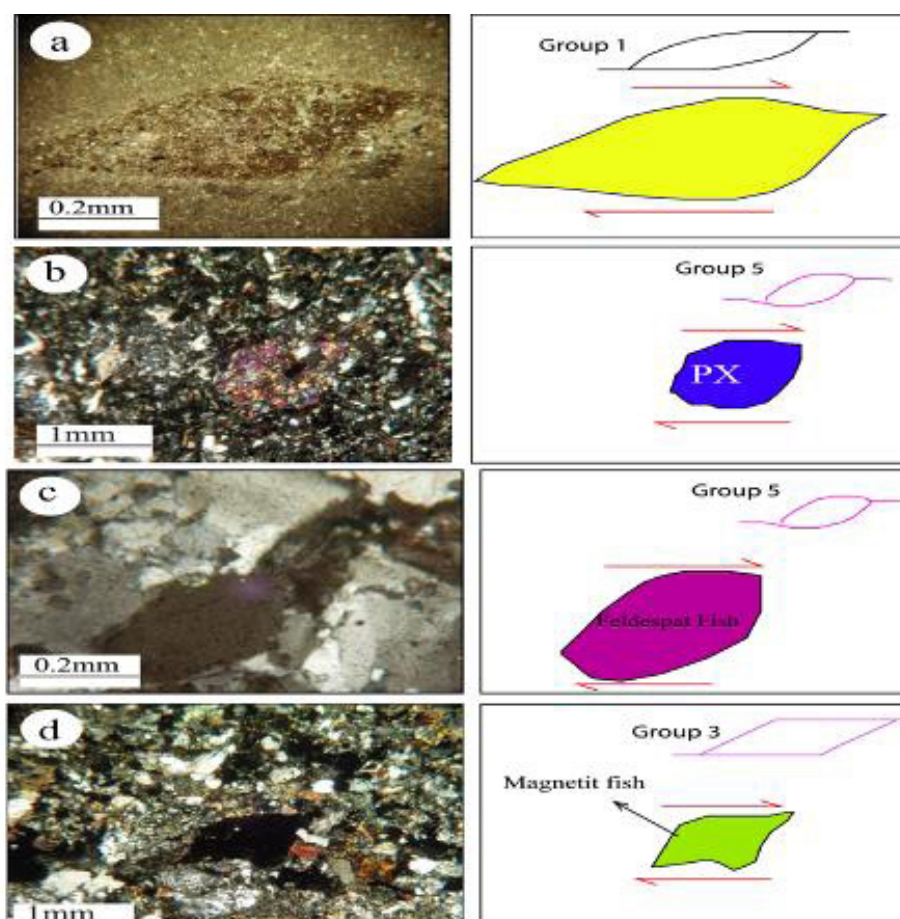 a
Group 1
0.2mm
b
Group 5
PX
1mm
c
Group 5
Feldespat Fish
0.2mm
d
Group 3
Magnetit fish
1mm